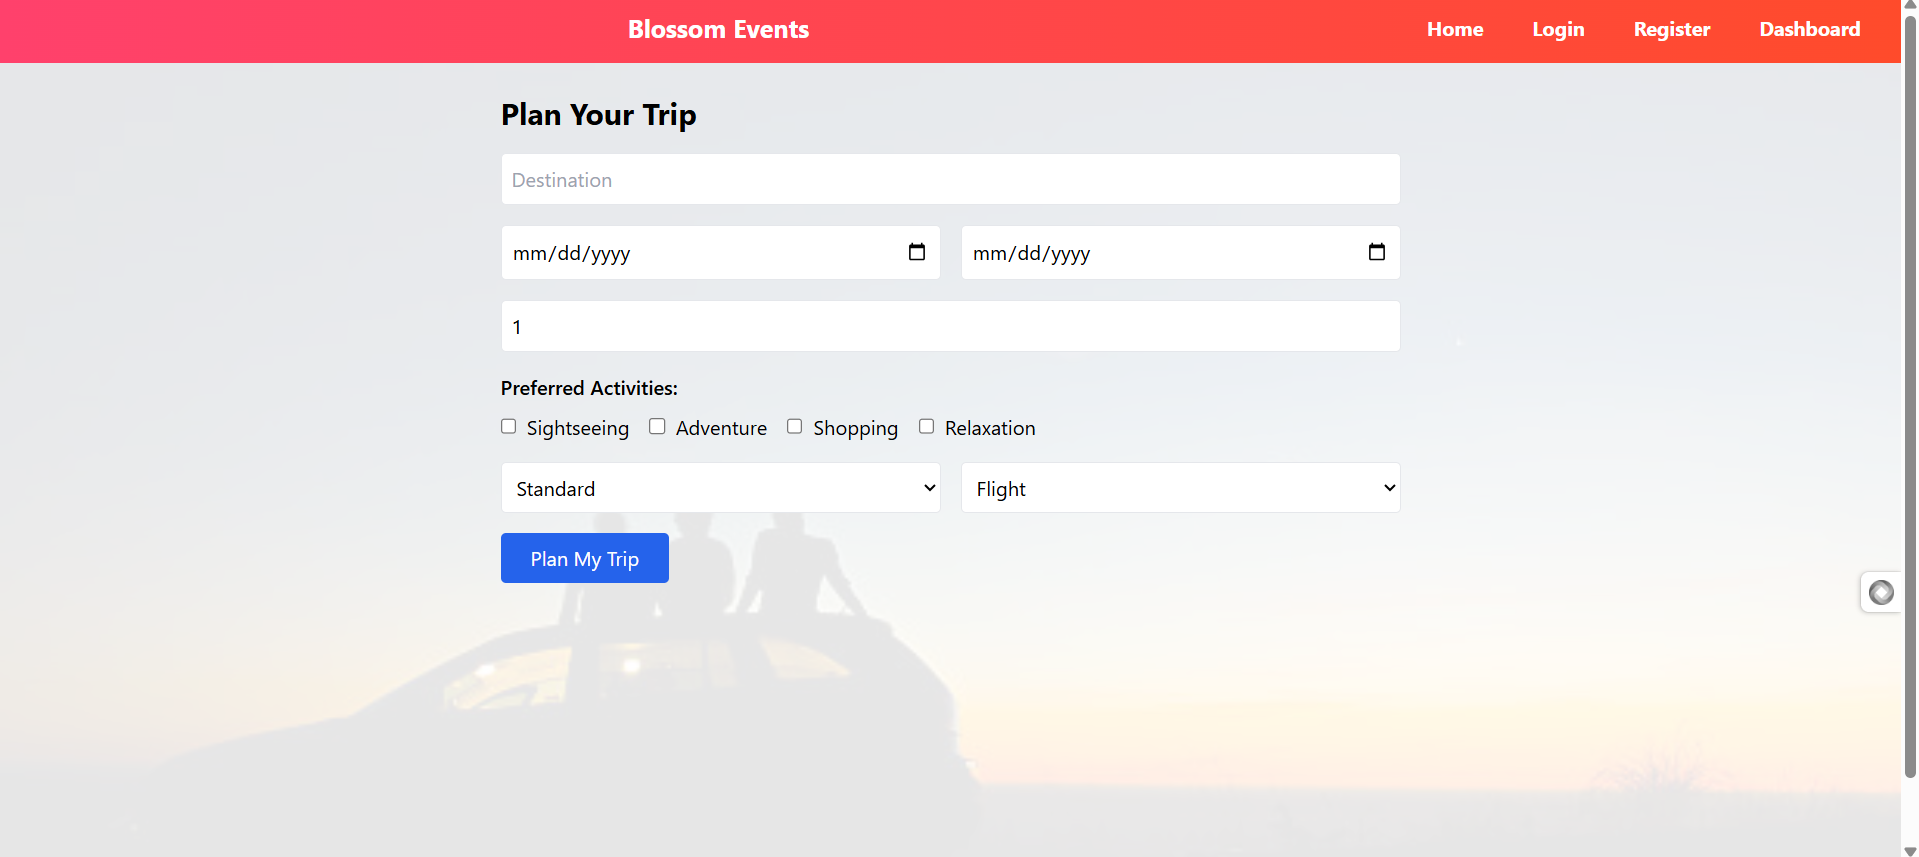 Blossom Events Home Login Register Dashboard
Plan Your Trip
Destination
mm/dd/yyyy mm/dd/yyyy
1
Preferred Activities:
Sightseeing Adventure Shopping Relaxation
Standard Flight
Plan My Trip